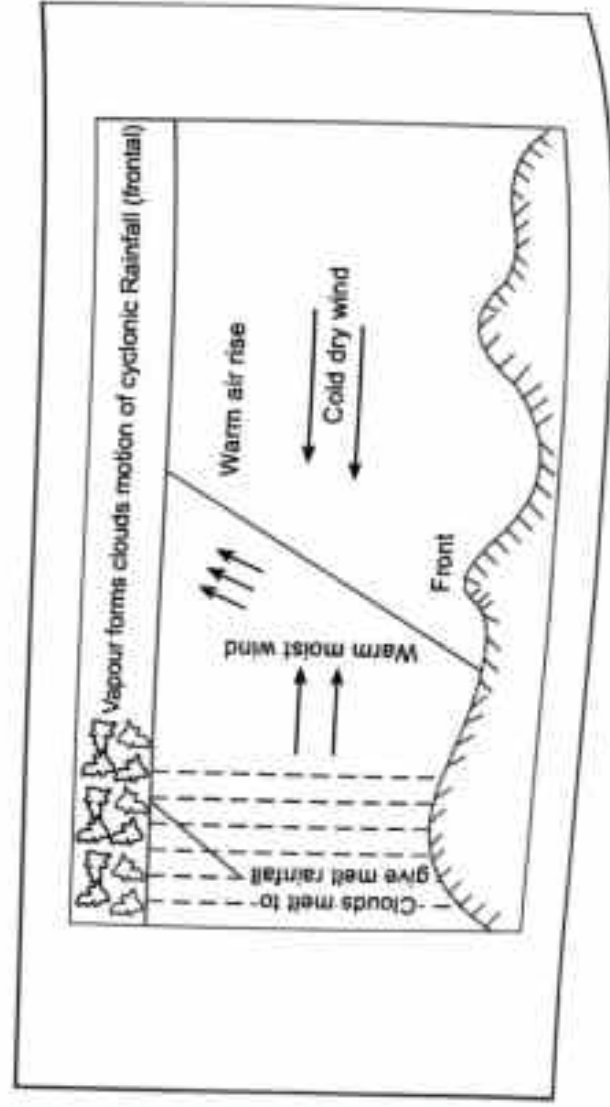 Vapour forms clouds motion of cyclonic Rainfall (frontal)
Warm air rise
Cold dry wind
Warm moist wind
Front
Clouds melt to
give melt rainfall